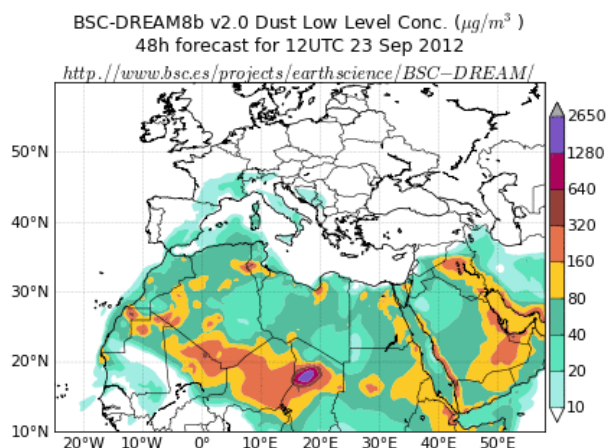 BSC-DREAM8b v2.0 Dust Low Level Conc. (μg/m³ )
48h forecast for 12UTC 23 Sep 2012
http.//www.bsc.es/projects/earthscience/BSC−DREAM/
2650
1280
640
320
160
80
40
20
10
50°N
40°N
30°N
20°N
10°N
20°W
10°W
0°
10°E
20°E
30°E
40°E
50°E